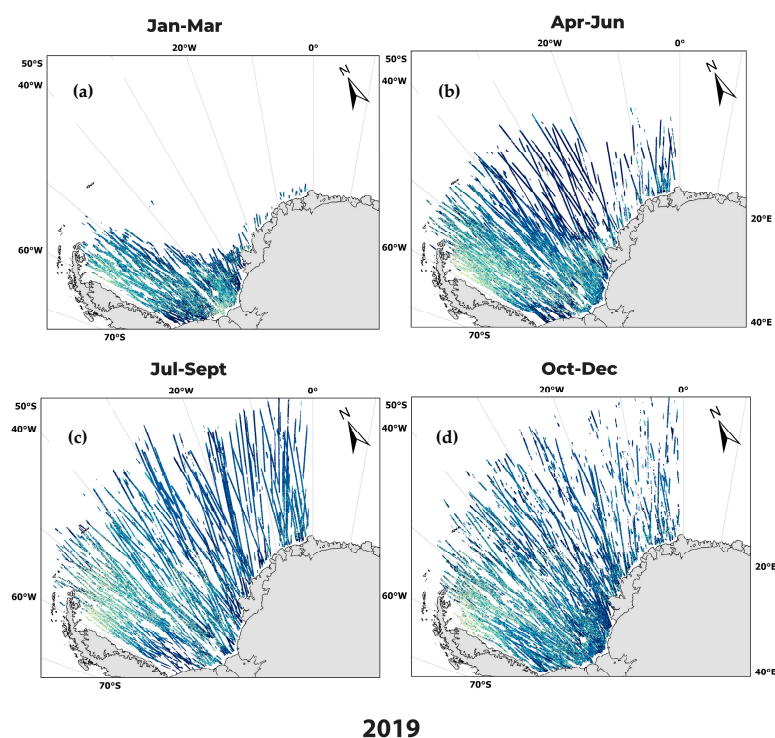 Jan-Mar
20°W 0°
50°S
40°W
(a)
N
60°W
70°S
Apr-Jun
20°W 0°
50°S
40°W
(b)
N
20°E
60°W
40°E
70°S
Jul-Sept
20°W 0°
50°S
40°W
(c)
N
60°W
70°S
Oct-Dec
20°W 0°
50°S
40°W
(d)
N
20°E
60°W
40°E
70°S
2019